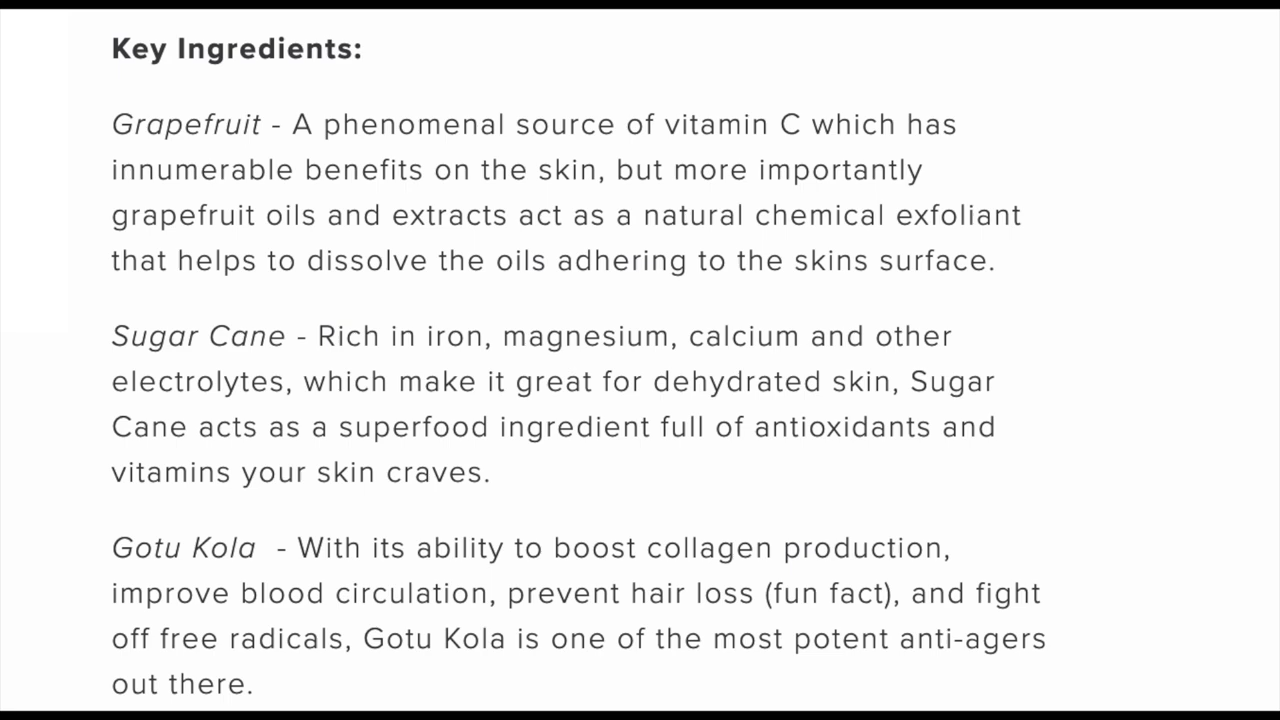 Key Ingredients:
Grapefruit - A phenomenal source of vitamin C which has
innumerable benefits on the skin, but more importantly
grapefruit oils and extracts act as a natural chemical exfoliant
that helps to dissolve the oils adhering to the skins surface.
Sugar Cane - Rich in iron, magnesium, calcium and other
electrolytes, which make it great for dehydrated skin, Sugar
Cane acts as a superfood ingredient full of antioxidants and
vitamins your skin craves.
Gotu Kola  - With its ability to boost collagen production,
improve blood circulation, prevent hair loss (fun fact), and fight
off free radicals, Gotu Kola is one of the most potent anti-agers
out there.